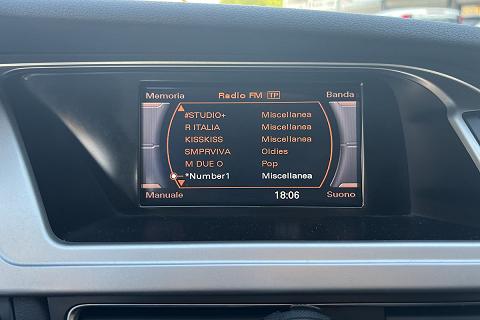 Memoria Radio FM TP Banda
#STUDIO+ Miscellanea
R ITALIA Miscellanea
KISSKISS Miscellanea
SMPRVIVA Oldies
M DUE O Pop
*Number1 Miscellanea
Manuale 18:06 Suono